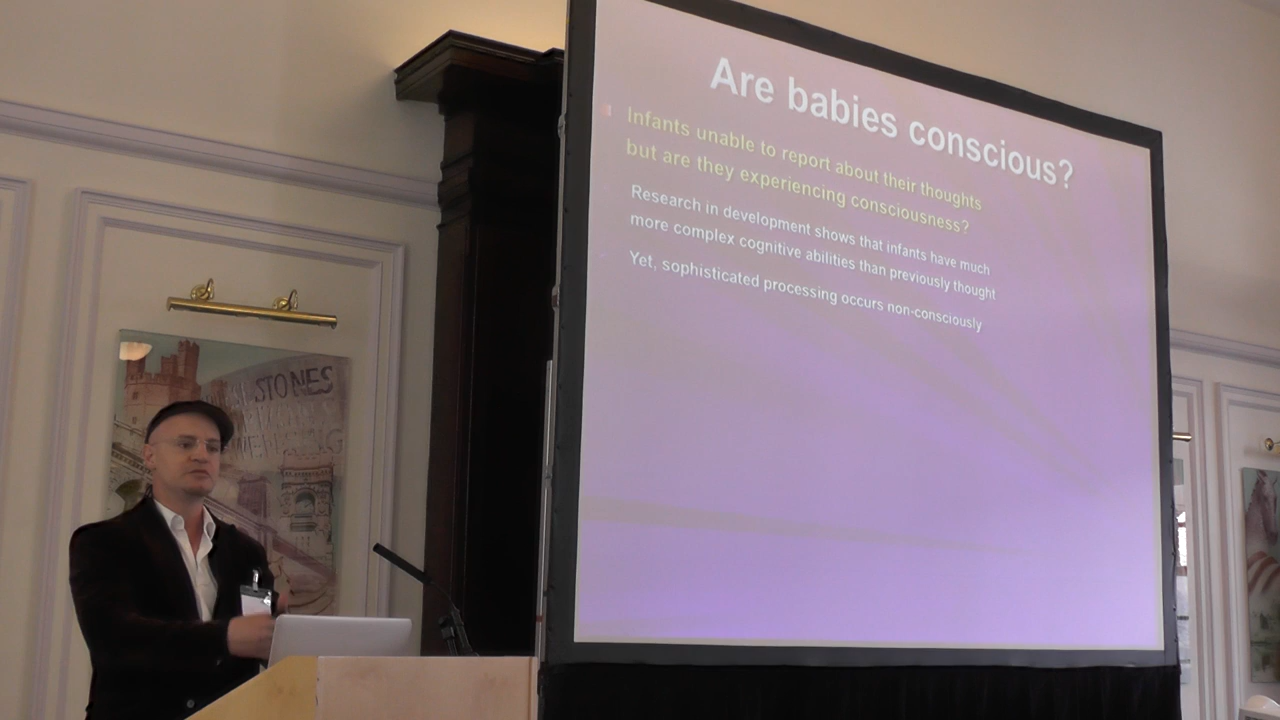 Are babies conscious?
Infants unable to report about their thoughts
but are they experiencing consciousness?
Research in development shows that infants have much
more complex cognitive abilities than previously thought
Yet, sophisticated processing occurs non-consciously
STONES